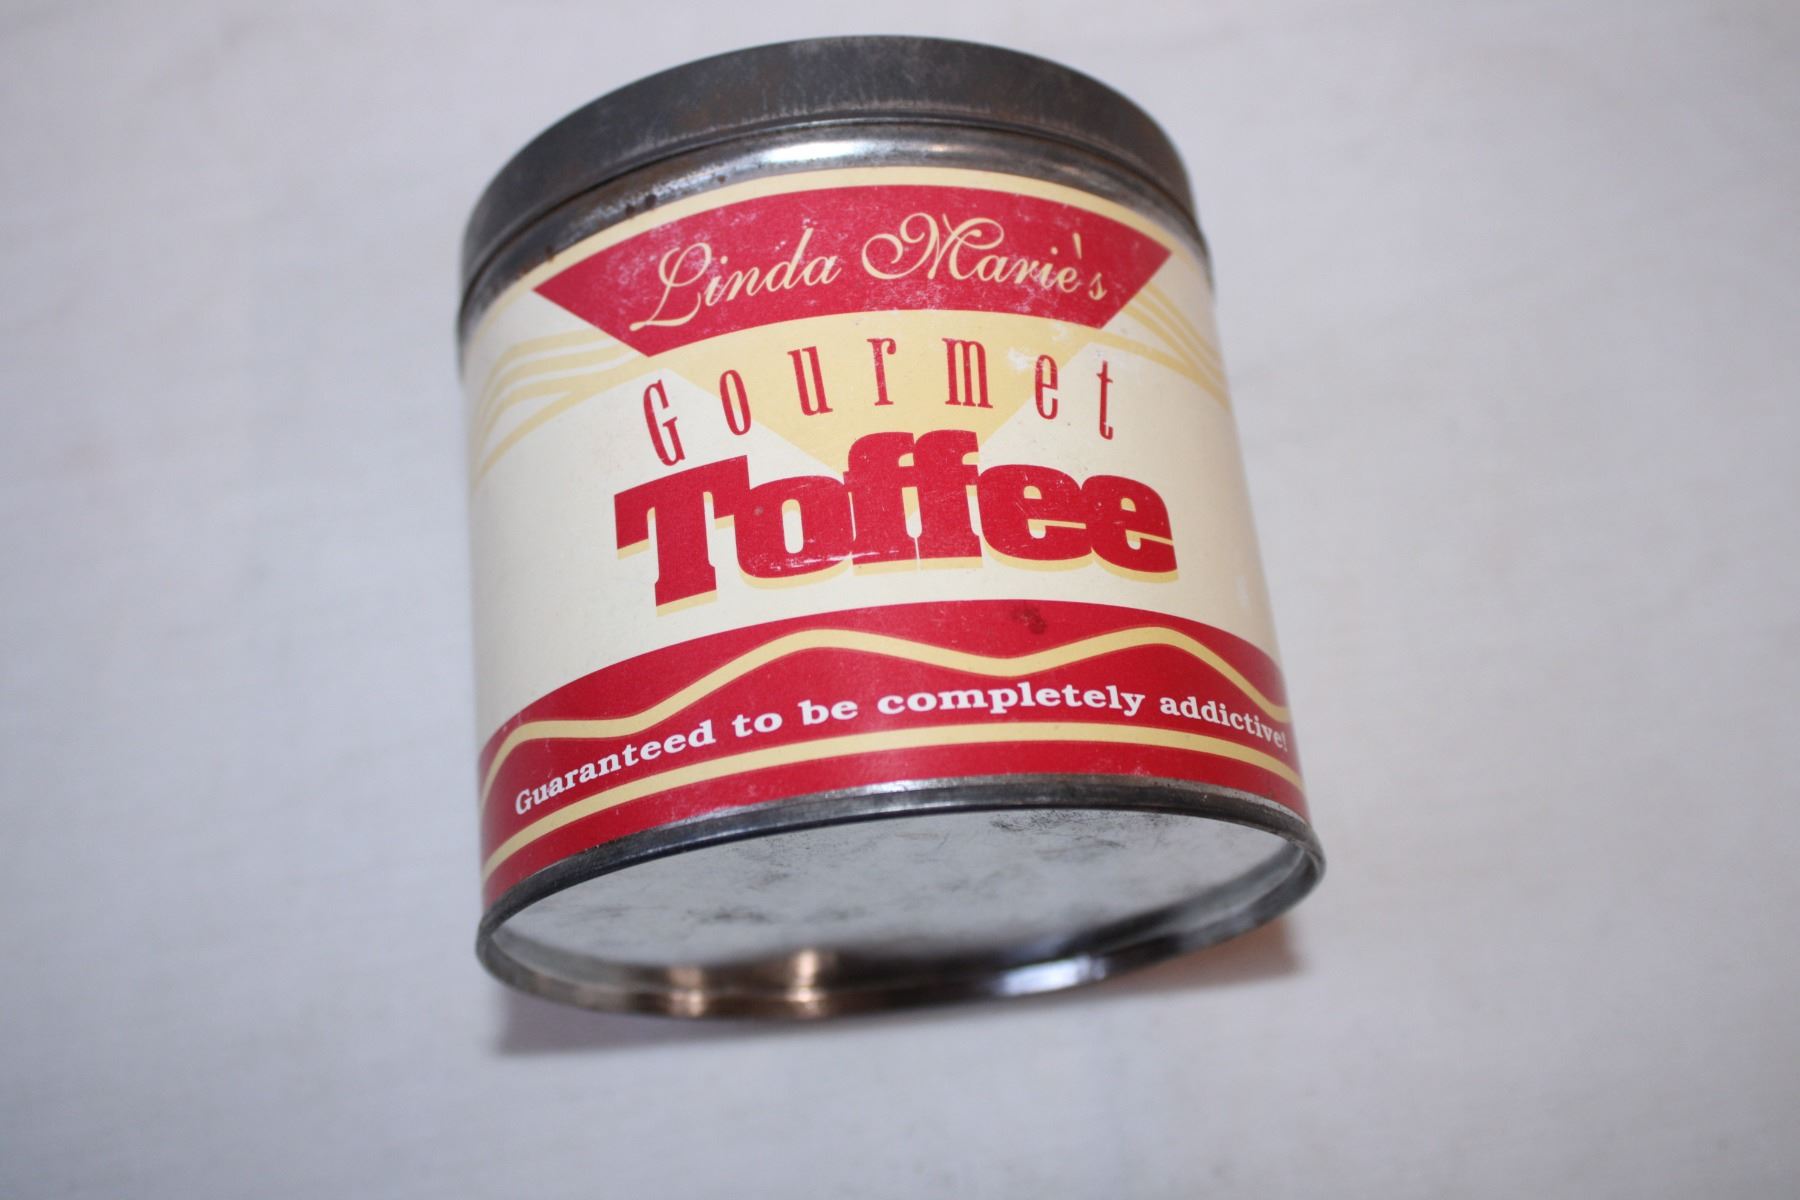 Linda Marie's
Gourmet
Toffee
Guaranteed to be completely addictive!